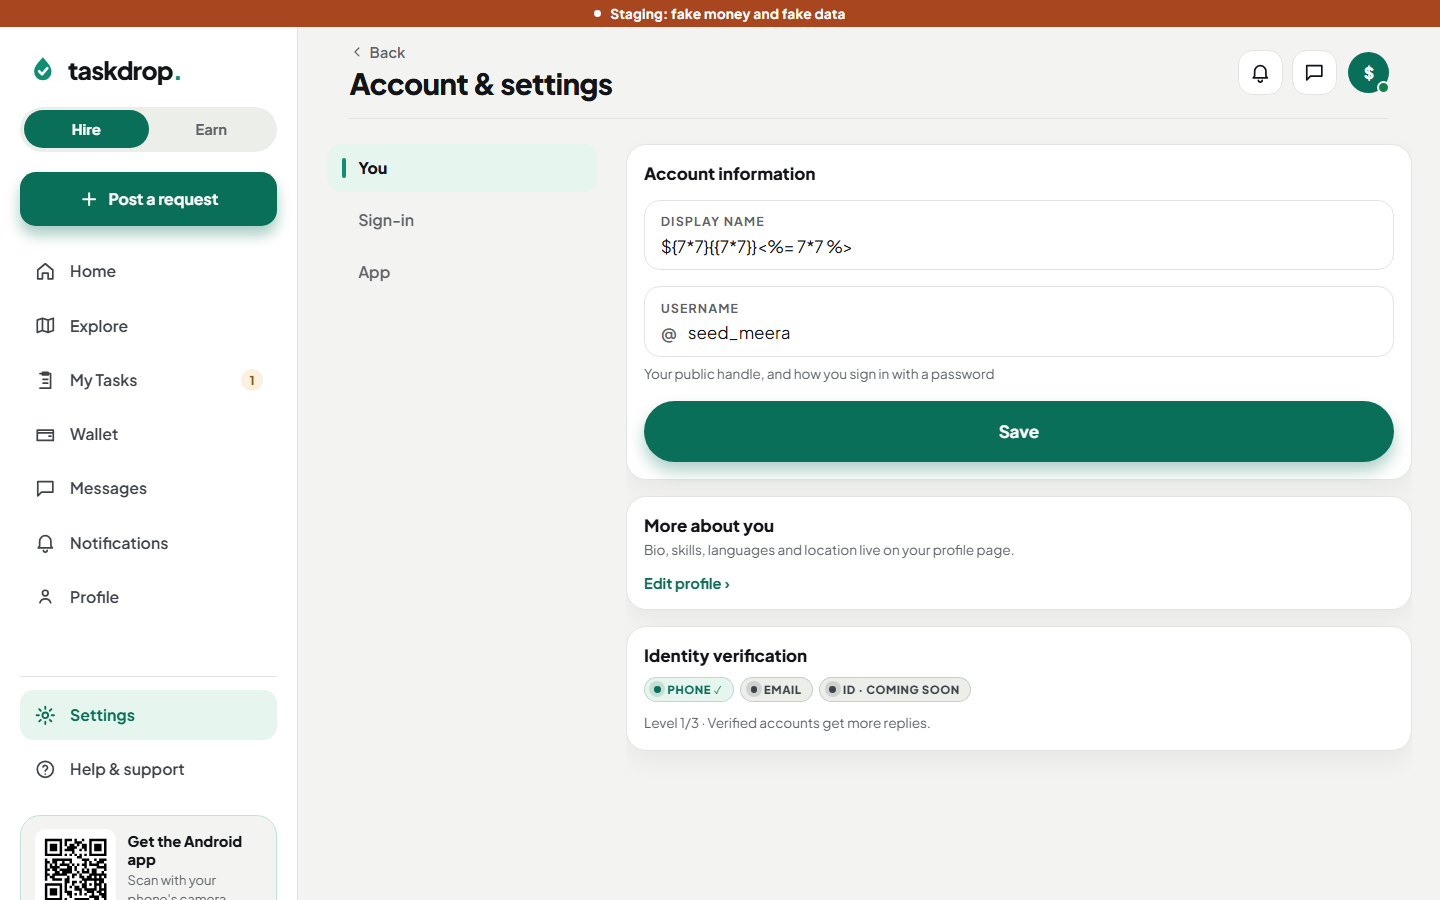 Staging: fake money and fake data
taskdrop.
Hire
Earn
Post a request
Home
Explore
My Tasks
1
Wallet
Messages
Notifications
Profile
Settings
Help & support
Get the Android
app
Scan with your
phone's camera
Back
Account & settings
$
You
Sign-in
App
Account information
DISPLAY NAME
${7*7}{{7*7}}<%= 7*7 %>
USERNAME
@ seed_meera
Your public handle, and how you sign in with a password
Save
More about you
Bio, skills, languages and location live on your profile page.
Edit profile ›
Identity verification
PHONE ✓
EMAIL
ID · COMING SOON
Level 1/3 · Verified accounts get more replies.